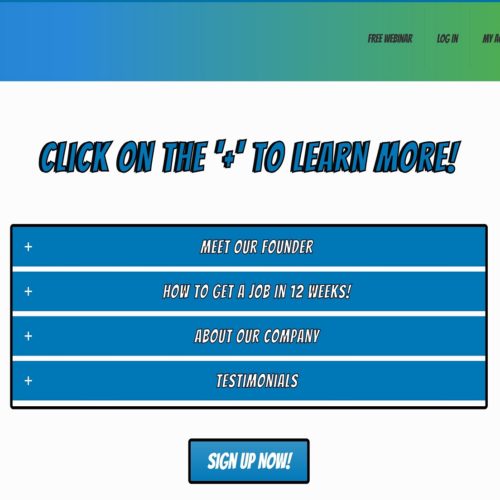 FREE WEBINAR LOG IN MY
CLICK ON THE '+' TO LEARN MORE!
+ MEET OUR FOUNDER
+ HOW TO GET A JOB IN 12 WEEKS!
+ ABOUT OUR COMPANY
+ TESTIMONIALS
SIGN UP NOW!